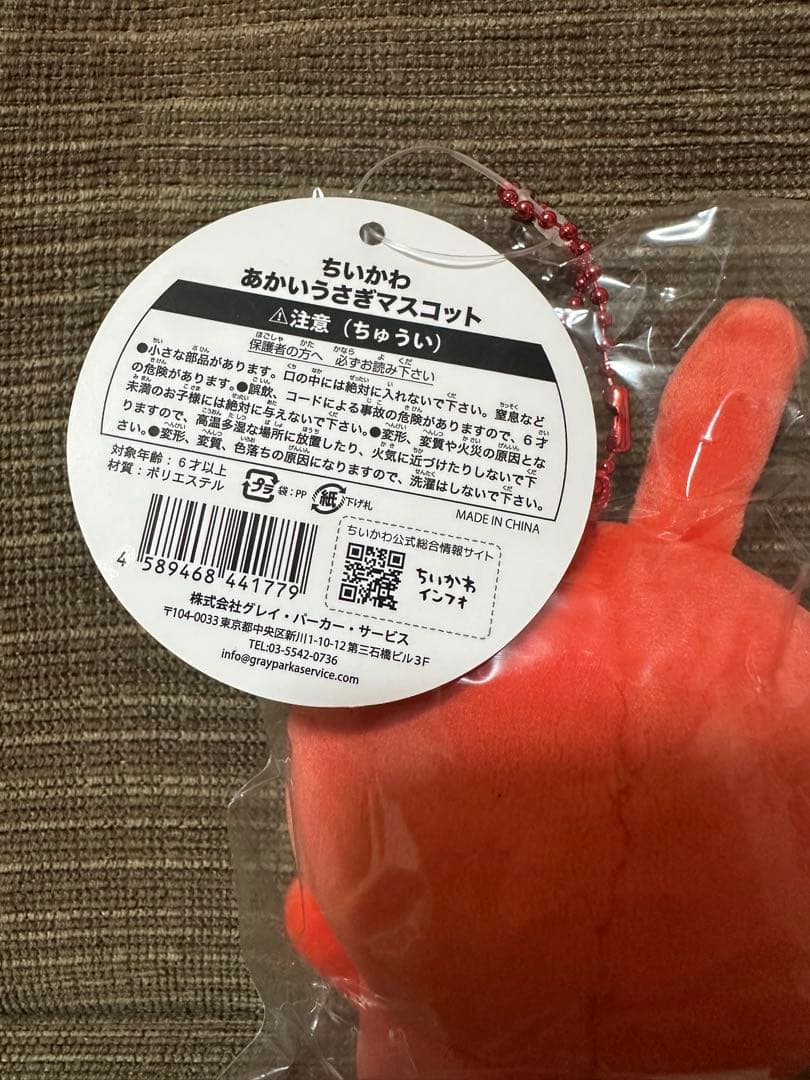 ちいかわ
あかいうさぎマスコット
⚠注意（ちゅうい）
保護者の方へ 必ずお読み下さい
●小さな部品があります。口の中には絶対に入れないで下さい。窒息など
の危険があります。●誤飲、コードによる事故の危険がありますので、6才
未満のお子様には絶対に与えないで下さい。●変形、変質や火災の原因とな
りますので、高温多湿な場所に放置したり、火気に近づけたりしないで下
さい。●変形、変質、色落ちの原因になりますので、洗濯はしないで下さい。
対象年齢：6才以上
材質：ポリエステル
プラ 袋：PP 紙 下げ札
MADE IN CHINA
4 589468 441779
ちいかわ公式総合情報サイト
ちいかわ
インフォ
株式会社グレイ・パーカー・サービス
〒104-0033 東京都中央区新川1-10-12 第三石橋ビル3F
TEL:03-5542-0736
info@grayparkaservice.com